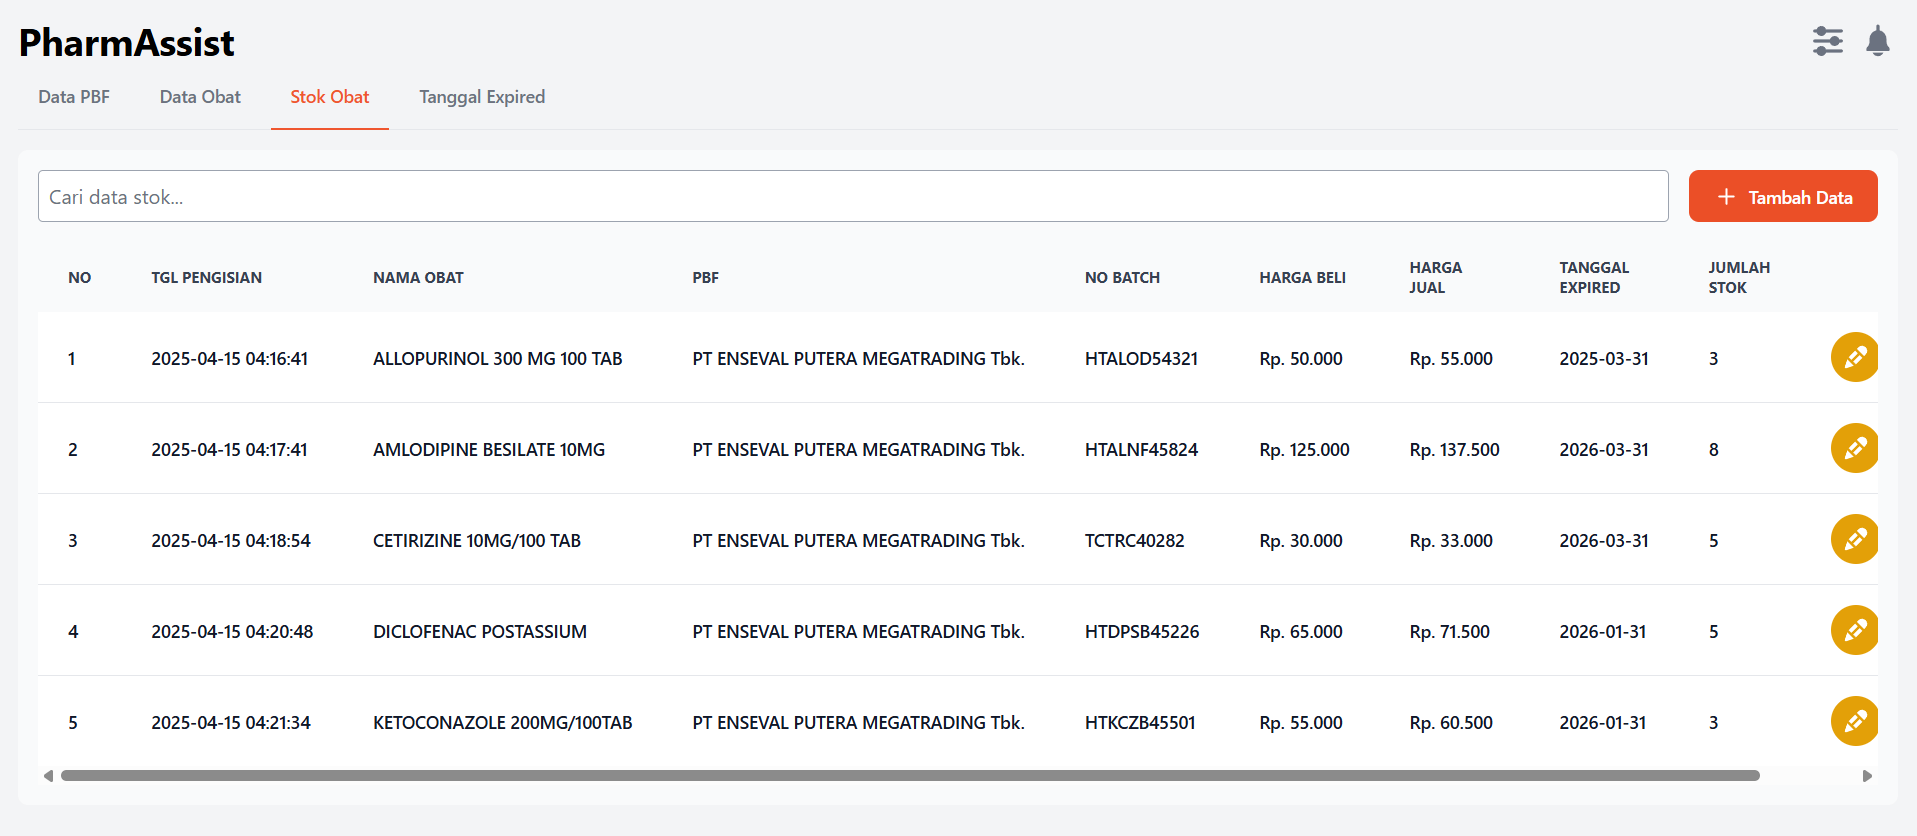 PharmAssist
Data PBF Data Obat Stok Obat Tanggal Expired
Cari data stok... + Tambah Data
NO TGL PENGISIAN NAMA OBAT PBF NO BATCH HARGA BELI HARGA JUAL TANGGAL EXPIRED JUMLAH STOK
1 2025-04-15 04:16:41 ALLOPURINOL 300 MG 100 TAB PT ENSEVAL PUTERA MEGATRADING Tbk. HTALOD54321 Rp. 50.000 Rp. 55.000 2025-03-31 3
2 2025-04-15 04:17:41 AMLODIPINE BESILATE 10MG PT ENSEVAL PUTERA MEGATRADING Tbk. HTALNF45824 Rp. 125.000 Rp. 137.500 2026-03-31 8
3 2025-04-15 04:18:54 CETIRIZINE 10MG/100 TAB PT ENSEVAL PUTERA MEGATRADING Tbk. TCTRC40282 Rp. 30.000 Rp. 33.000 2026-03-31 5
4 2025-04-15 04:20:48 DICLOFENAC POSTASSIUM PT ENSEVAL PUTERA MEGATRADING Tbk. HTDPSB45226 Rp. 65.000 Rp. 71.500 2026-01-31 5
5 2025-04-15 04:21:34 KETOCONAZOLE 200MG/100TAB PT ENSEVAL PUTERA MEGATRADING Tbk. HTKCZB45501 Rp. 55.000 Rp. 60.500 2026-01-31 3